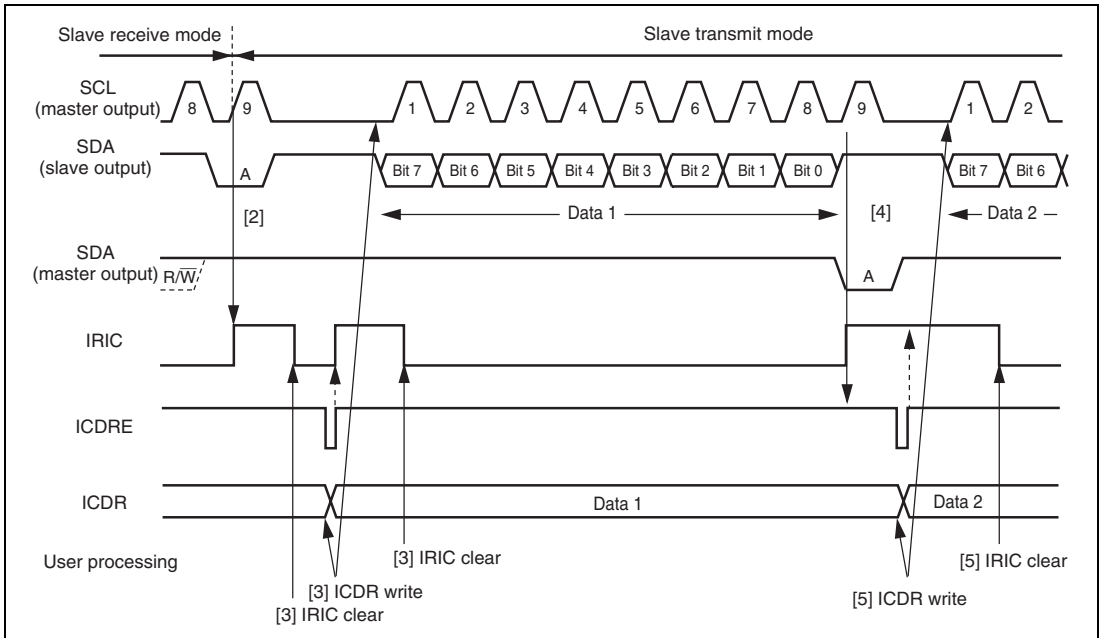 Slave receive mode
Slave transmit mode
SCL
(master output)
8 9 1 2 3 4 5 6 7 8 9 1 2
SDA
(slave output)
A Bit 7 Bit 6 Bit 5 Bit 4 Bit 3 Bit 2 Bit 1 Bit 0 Bit 7 Bit 6
[2] Data 1 [4] Data 2
SDA
(master output)
R/W̅
A
IRIC
ICDRE
ICDR
Data 1 Data 2
User processing
[3] IRIC clear
[5] IRIC clear
[3] ICDR write
[5] ICDR write
[3] IRIC clear